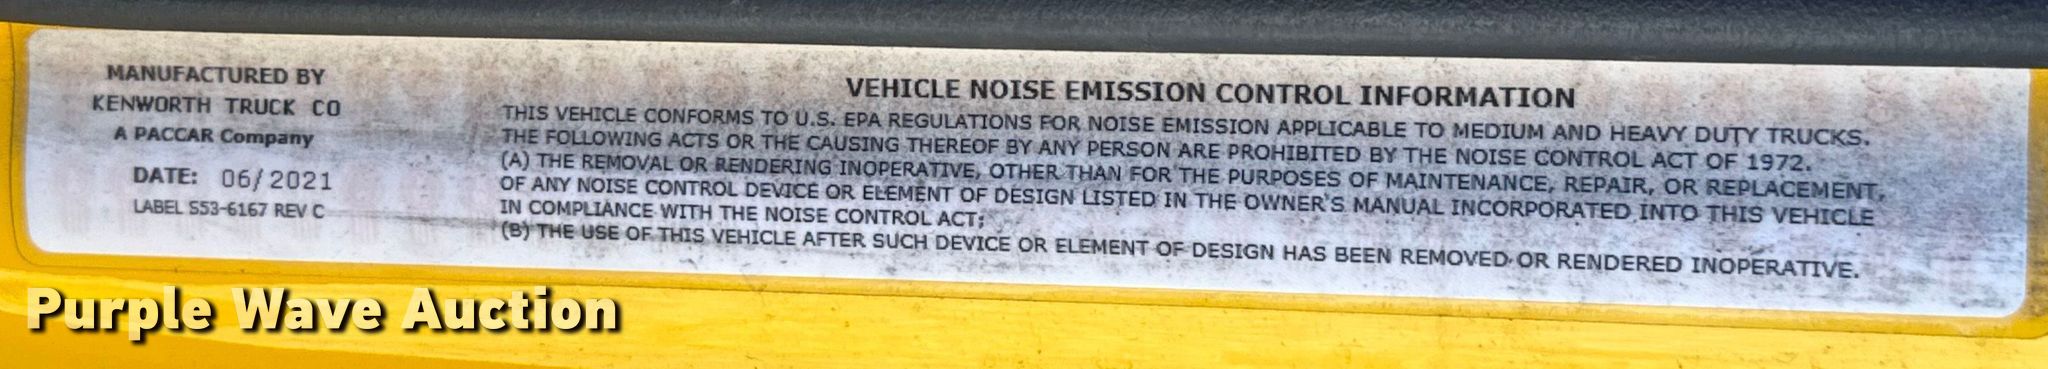 MANUFACTURED BY
KENWORTH TRUCK CO
A PACCAR Company
DATE: 06/2021
LABEL S53-6167 REV C
VEHICLE NOISE EMISSION CONTROL INFORMATION
THIS VEHICLE CONFORMS TO U.S. EPA REGULATIONS FOR NOISE EMISSION APPLICABLE TO MEDIUM AND HEAVY DUTY TRUCKS.
THE FOLLOWING ACTS OR THE CAUSING THEREOF BY ANY PERSON ARE PROHIBITED BY THE NOISE CONTROL ACT OF 1972.
(A) THE REMOVAL OR RENDERING INOPERATIVE, OTHER THAN FOR THE PURPOSES OF MAINTENANCE, REPAIR, OR REPLACEMENT,
OF ANY NOISE CONTROL DEVICE OR ELEMENT OF DESIGN LISTED IN THE OWNER'S MANUAL INCORPORATED INTO THIS VEHICLE
IN COMPLIANCE WITH THE NOISE CONTROL ACT;
(B) THE USE OF THIS VEHICLE AFTER SUCH DEVICE OR ELEMENT OF DESIGN HAS BEEN REMOVED OR RENDERED INOPERATIVE.
Purple Wave Auction